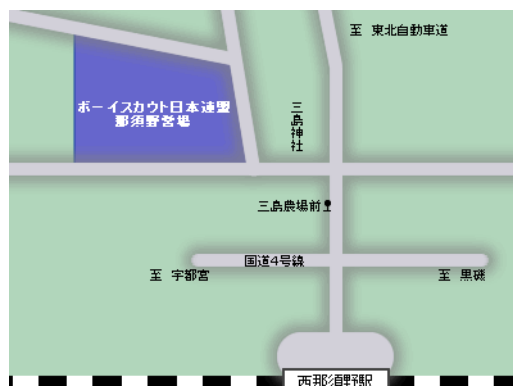 至 東北自動車道
ボーイスカウト日本連盟
那須野営場
三島神社
三島農場前
国道4号線
至 宇都宮
至 黒磯
西那須野駅